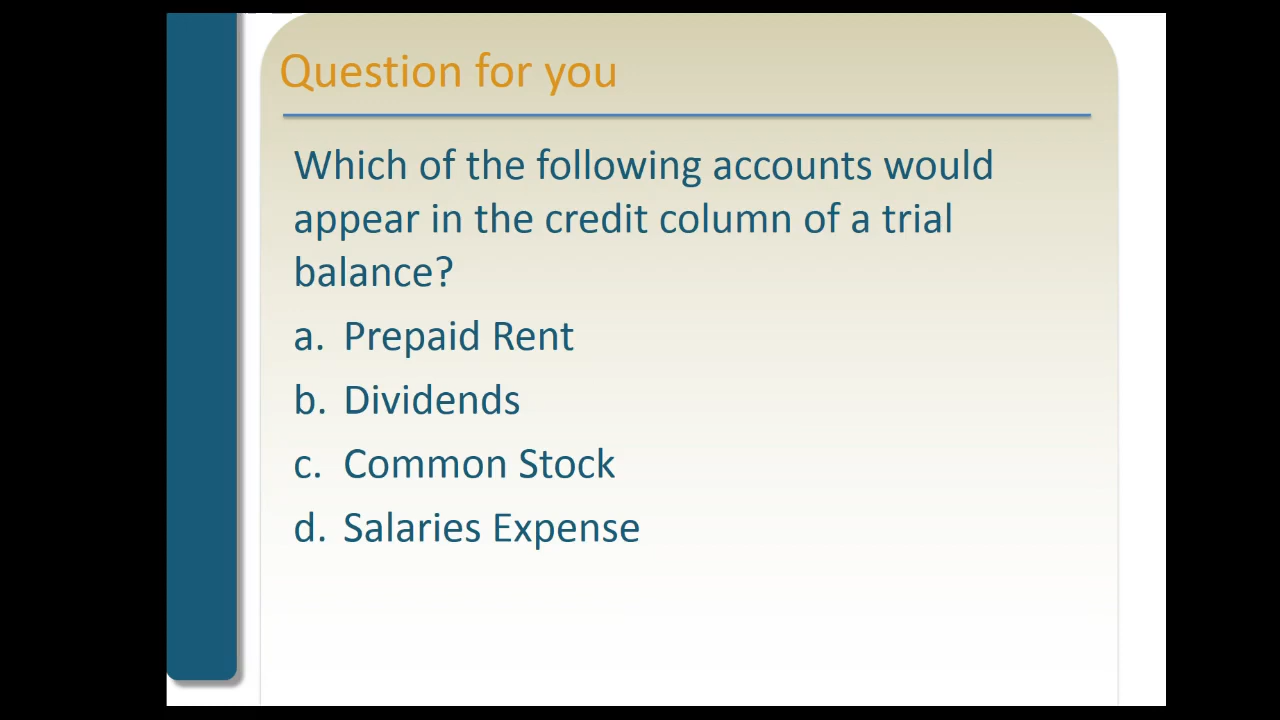 Question for you
Which of the following accounts would
appear in the credit column of a trial
balance?
a. Prepaid Rent
b. Dividends
c. Common Stock
d. Salaries Expense